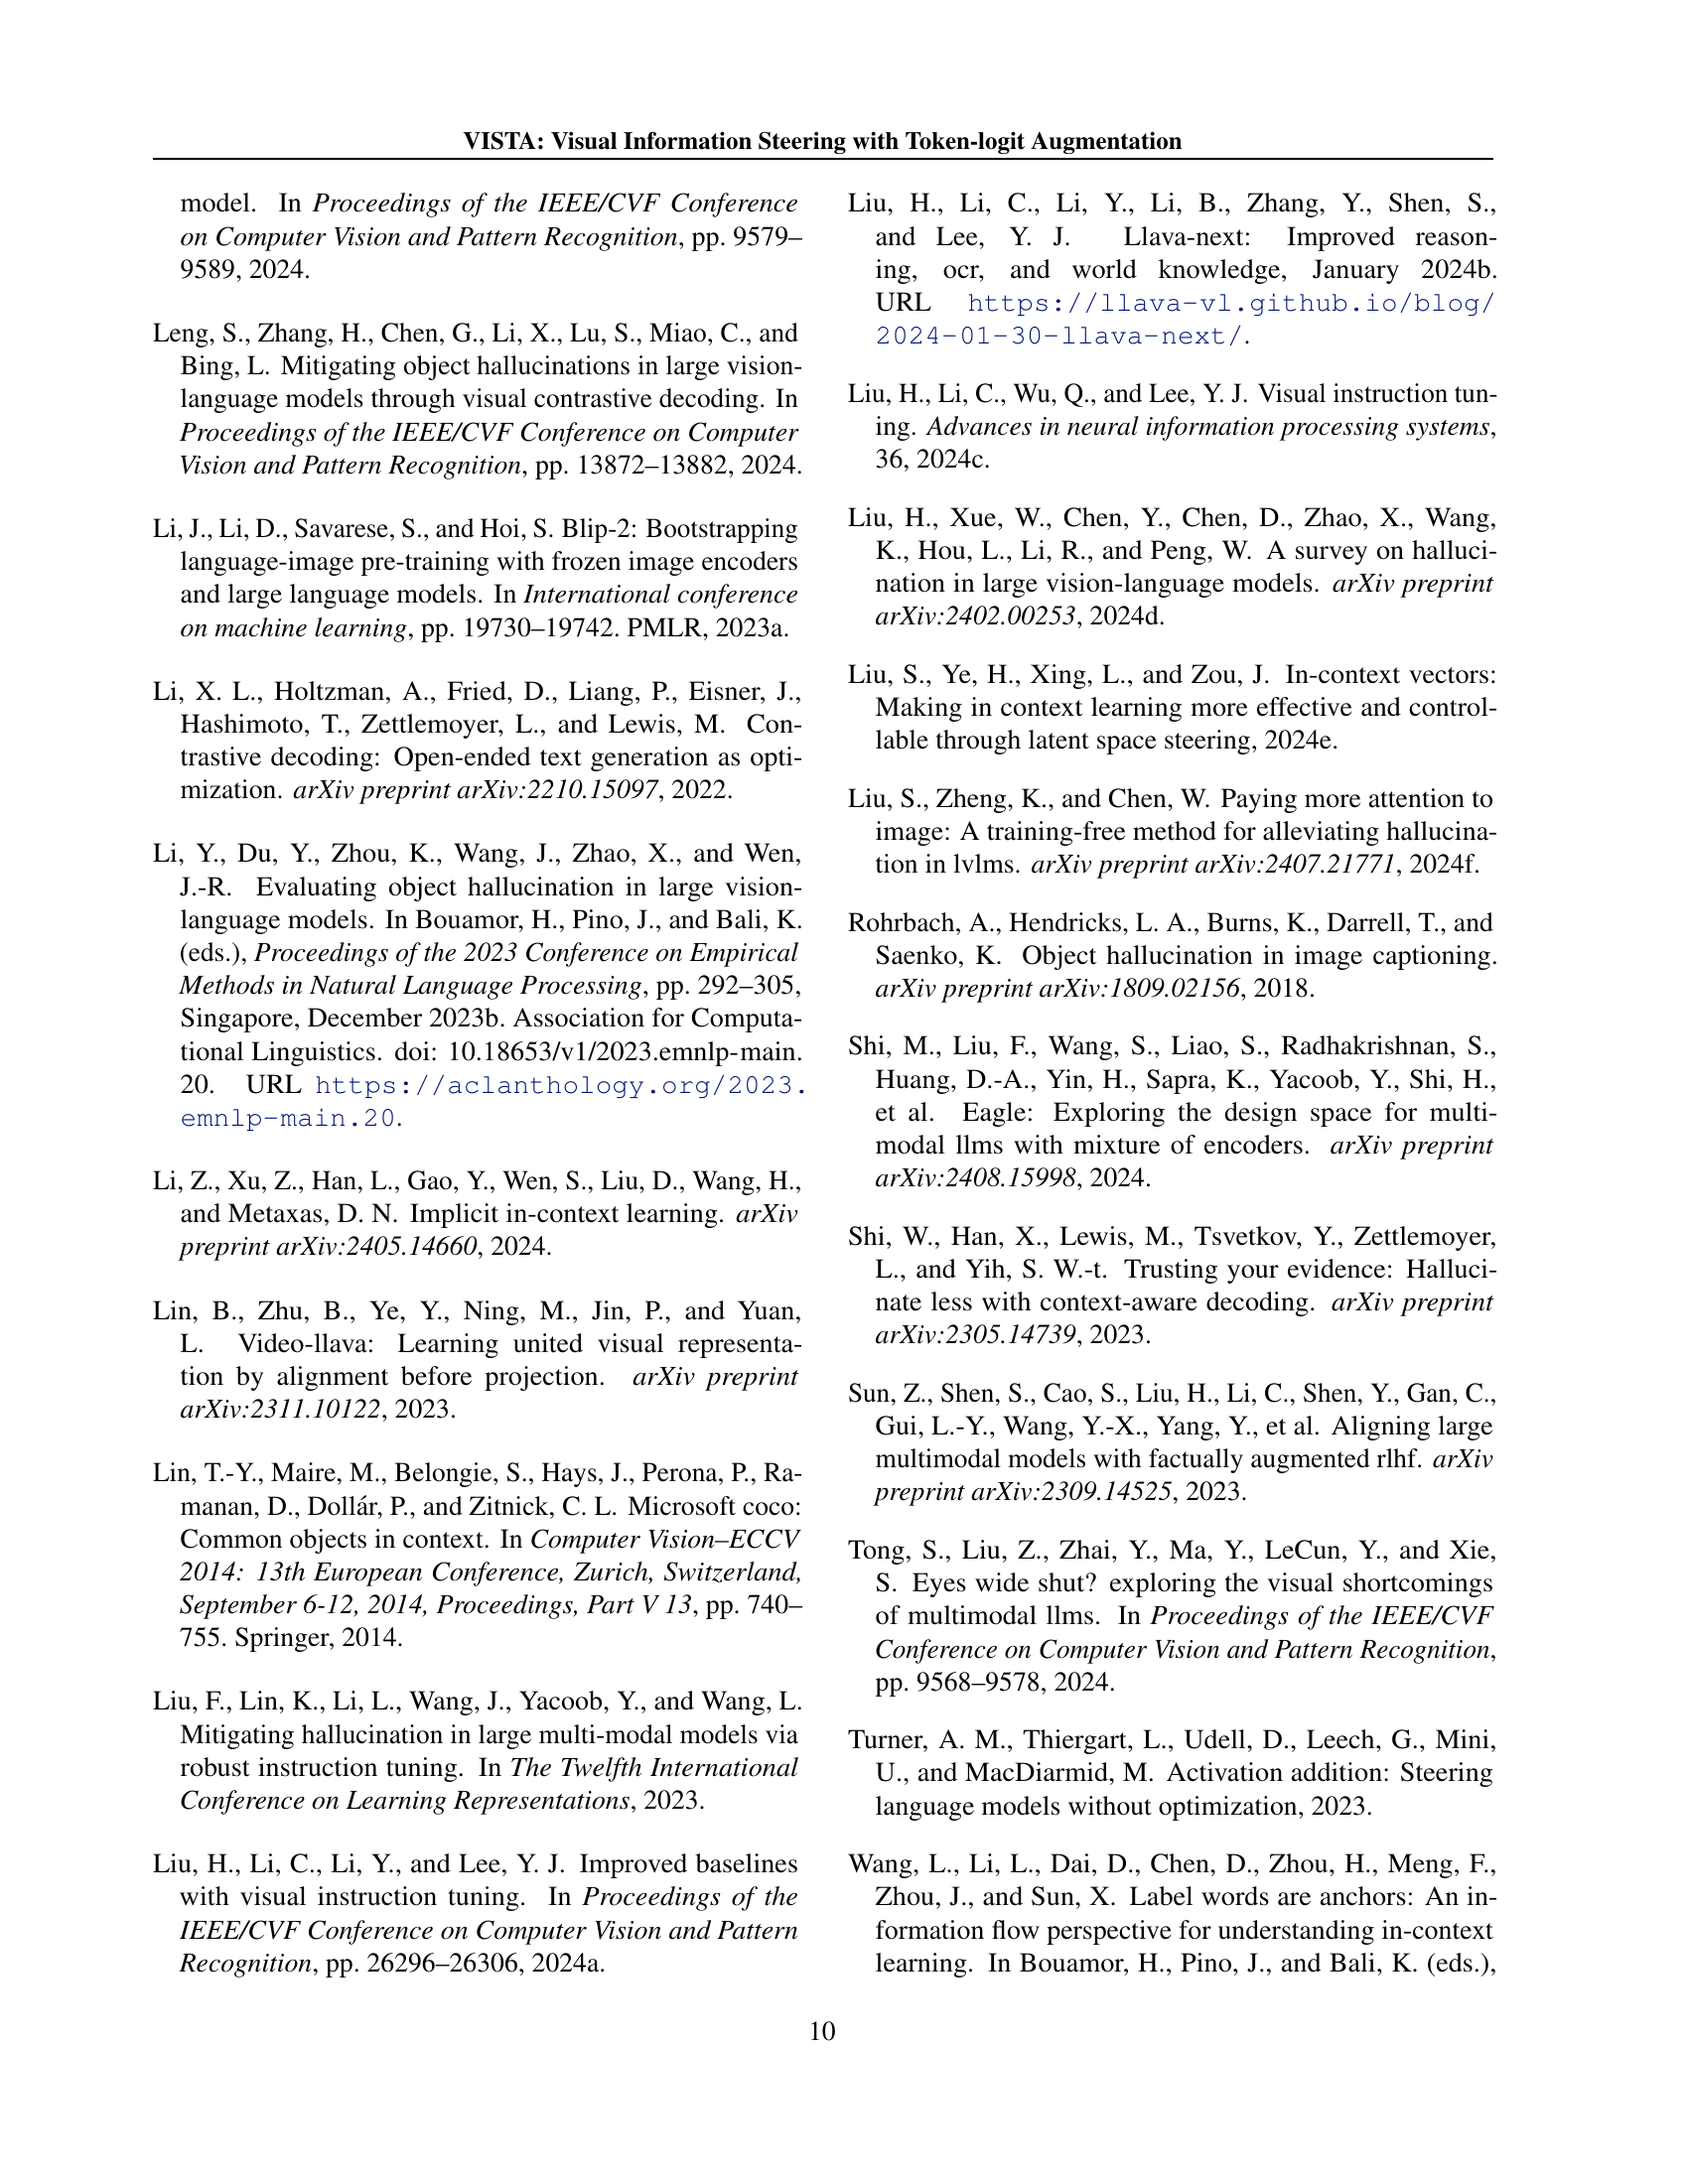 VISTA: Visual Information Steering with Token-logit Augmentation
model. In Proceedings of the IEEE/CVF Conference
on Computer Vision and Pattern Recognition, pp. 9579–
9589, 2024.
Leng, S., Zhang, H., Chen, G., Li, X., Lu, S., Miao, C., and
Bing, L. Mitigating object hallucinations in large vision-
language models through visual contrastive decoding. In
Proceedings of the IEEE/CVF Conference on Computer
Vision and Pattern Recognition, pp. 13872–13882, 2024.
Li, J., Li, D., Savarese, S., and Hoi, S. Blip-2: Bootstrapping
language-image pre-training with frozen image encoders
and large language models. In International conference
on machine learning, pp. 19730–19742. PMLR, 2023a.
Li, X. L., Holtzman, A., Fried, D., Liang, P., Eisner, J.,
Hashimoto, T., Zettlemoyer, L., and Lewis, M. Con-
trastive decoding: Open-ended text generation as opti-
mization. arXiv preprint arXiv:2210.15097, 2022.
Li, Y., Du, Y., Zhou, K., Wang, J., Zhao, X., and Wen,
J.-R. Evaluating object hallucination in large vision-
language models. In Bouamor, H., Pino, J., and Bali, K.
(eds.), Proceedings of the 2023 Conference on Empirical
Methods in Natural Language Processing, pp. 292–305,
Singapore, December 2023b. Association for Computa-
tional Linguistics. doi: 10.18653/v1/2023.emnlp-main.
20. URL https://aclanthology.org/2023.
emnlp-main.20.
Li, Z., Xu, Z., Han, L., Gao, Y., Wen, S., Liu, D., Wang, H.,
and Metaxas, D. N. Implicit in-context learning. arXiv
preprint arXiv:2405.14660, 2024.
Lin, B., Zhu, B., Ye, Y., Ning, M., Jin, P., and Yuan,
L. Video-llava: Learning united visual representa-
tion by alignment before projection. arXiv preprint
arXiv:2311.10122, 2023.
Lin, T.-Y., Maire, M., Belongie, S., Hays, J., Perona, P., Ra-
manan, D., Dollár, P., and Zitnick, C. L. Microsoft coco:
Common objects in context. In Computer Vision–ECCV
2014: 13th European Conference, Zurich, Switzerland,
September 6-12, 2014, Proceedings, Part V 13, pp. 740–
755. Springer, 2014.
Liu, F., Lin, K., Li, L., Wang, J., Yacoob, Y., and Wang, L.
Mitigating hallucination in large multi-modal models via
robust instruction tuning. In The Twelfth International
Conference on Learning Representations, 2023.
Liu, H., Li, C., Li, Y., and Lee, Y. J. Improved baselines
with visual instruction tuning. In Proceedings of the
IEEE/CVF Conference on Computer Vision and Pattern
Recognition, pp. 26296–26306, 2024a.
Liu, H., Li, C., Li, Y., Li, B., Zhang, Y., Shen, S.,
and Lee, Y. J. Llava-next: Improved reason-
ing, ocr, and world knowledge, January 2024b.
URL https://llava-vl.github.io/blog/
2024-01-30-llava-next/.
Liu, H., Li, C., Wu, Q., and Lee, Y. J. Visual instruction tun-
ing. Advances in neural information processing systems,
36, 2024c.
Liu, H., Xue, W., Chen, Y., Chen, D., Zhao, X., Wang,
K., Hou, L., Li, R., and Peng, W. A survey on halluci-
nation in large vision-language models. arXiv preprint
arXiv:2402.00253, 2024d.
Liu, S., Ye, H., Xing, L., and Zou, J. In-context vectors:
Making in context learning more effective and control-
lable through latent space steering, 2024e.
Liu, S., Zheng, K., and Chen, W. Paying more attention to
image: A training-free method for alleviating hallucina-
tion in lvlms. arXiv preprint arXiv:2407.21771, 2024f.
Rohrbach, A., Hendricks, L. A., Burns, K., Darrell, T., and
Saenko, K. Object hallucination in image captioning.
arXiv preprint arXiv:1809.02156, 2018.
Shi, M., Liu, F., Wang, S., Liao, S., Radhakrishnan, S.,
Huang, D.-A., Yin, H., Sapra, K., Yacoob, Y., Shi, H.,
et al. Eagle: Exploring the design space for multi-
modal llms with mixture of encoders. arXiv preprint
arXiv:2408.15998, 2024.
Shi, W., Han, X., Lewis, M., Tsvetkov, Y., Zettlemoyer,
L., and Yih, S. W.-t. Trusting your evidence: Halluci-
nate less with context-aware decoding. arXiv preprint
arXiv:2305.14739, 2023.
Sun, Z., Shen, S., Cao, S., Liu, H., Li, C., Shen, Y., Gan, C.,
Gui, L.-Y., Wang, Y.-X., Yang, Y., et al. Aligning large
multimodal models with factually augmented rlhf. arXiv
preprint arXiv:2309.14525, 2023.
Tong, S., Liu, Z., Zhai, Y., Ma, Y., LeCun, Y., and Xie,
S. Eyes wide shut? exploring the visual shortcomings
of multimodal llms. In Proceedings of the IEEE/CVF
Conference on Computer Vision and Pattern Recognition,
pp. 9568–9578, 2024.
Turner, A. M., Thiergart, L., Udell, D., Leech, G., Mini,
U., and MacDiarmid, M. Activation addition: Steering
language models without optimization, 2023.
Wang, L., Li, L., Dai, D., Chen, D., Zhou, H., Meng, F.,
Zhou, J., and Sun, X. Label words are anchors: An in-
formation flow perspective for understanding in-context
learning. In Bouamor, H., Pino, J., and Bali, K. (eds.),
10